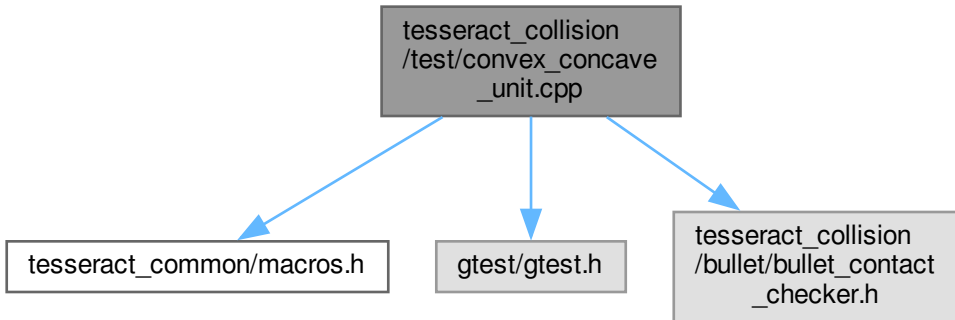 tesseract_collision
/test/convex_concave
_unit.cpp
tesseract_common/macros.h
gtest/gtest.h
tesseract_collision
/bullet/bullet_contact
_checker.h